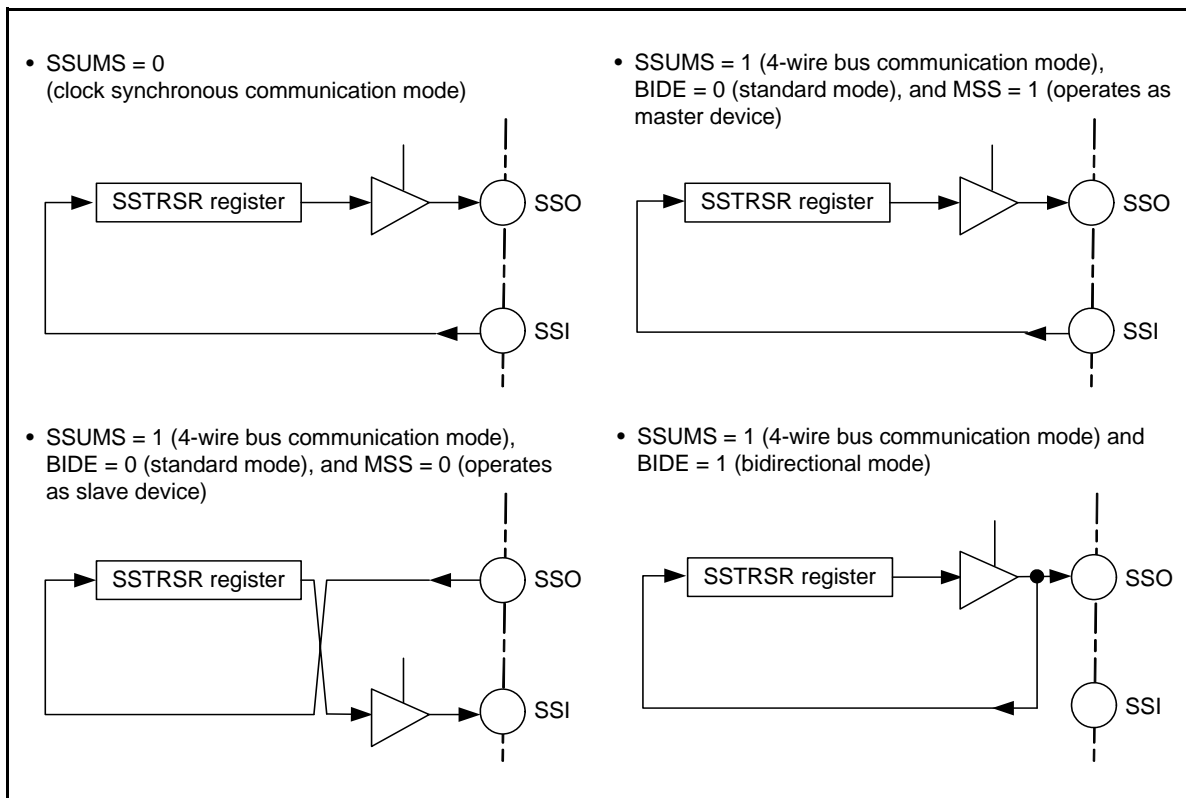 • SSUMS = 0
(clock synchronous communication mode)
SSTRSR register
SSO
SSI
• SSUMS = 1 (4-wire bus communication mode),
BIDE = 0 (standard mode), and MSS = 1 (operates as
master device)
SSTRSR register
SSO
SSI
• SSUMS = 1 (4-wire bus communication mode),
BIDE = 0 (standard mode), and MSS = 0 (operates
as slave device)
SSTRSR register
SSO
SSI
• SSUMS = 1 (4-wire bus communication mode) and
BIDE = 1 (bidirectional mode)
SSTRSR register
SSO
SSI